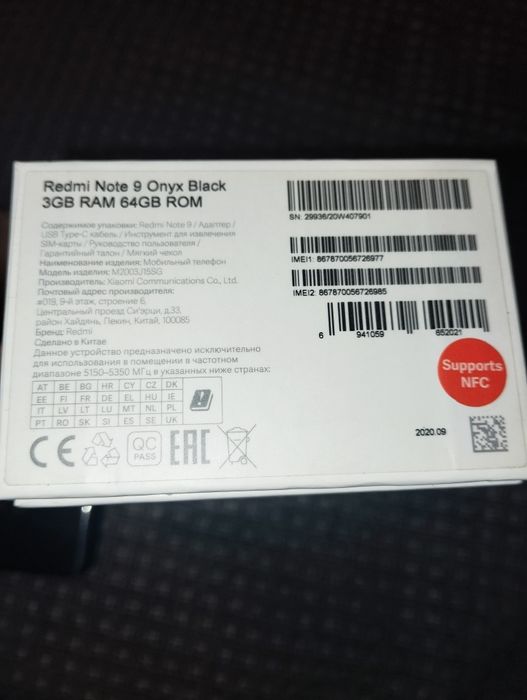 Redmi Note 9 Onyx Black
3GB RAM 64GB ROM
Содержимое упаковки: Redmi Note 9 / Адаптер /
USB Type-C кабель / Инструмент для извлечения
SIM-карты / Руководство пользователя /
Гарантийный талон / Мягкий чехол
Наименование изделия: Мобильный телефон
Модель изделия: M2003J15SG
Производитель: Xiaomi Communications Co., Ltd.
Почтовый адрес производителя:
#019, 9-й этаж, строение 6,
Центральный проезд Си'эрци, д.33,
район Хайдянь, Пекин, Китай, 100085
Бренд: Redmi
Сделано в Китае
Данное устройство предназначено исключительно
для использования в помещении в частотном
диапазоне 5150–5350 МГц в указанных ниже странах:
AT BE BG HR CY CZ DK
EE FI FR DE EL HU IE
IT LV LT LU MT NL PL
PT RO SK SI ES SE UK
CE
QC
PASS
EAC
SN: 29936/20W407901
IMEI1: 867870056726977
IMEI2: 867870056726985
6 941059 652021
Supports
NFC
2020.09